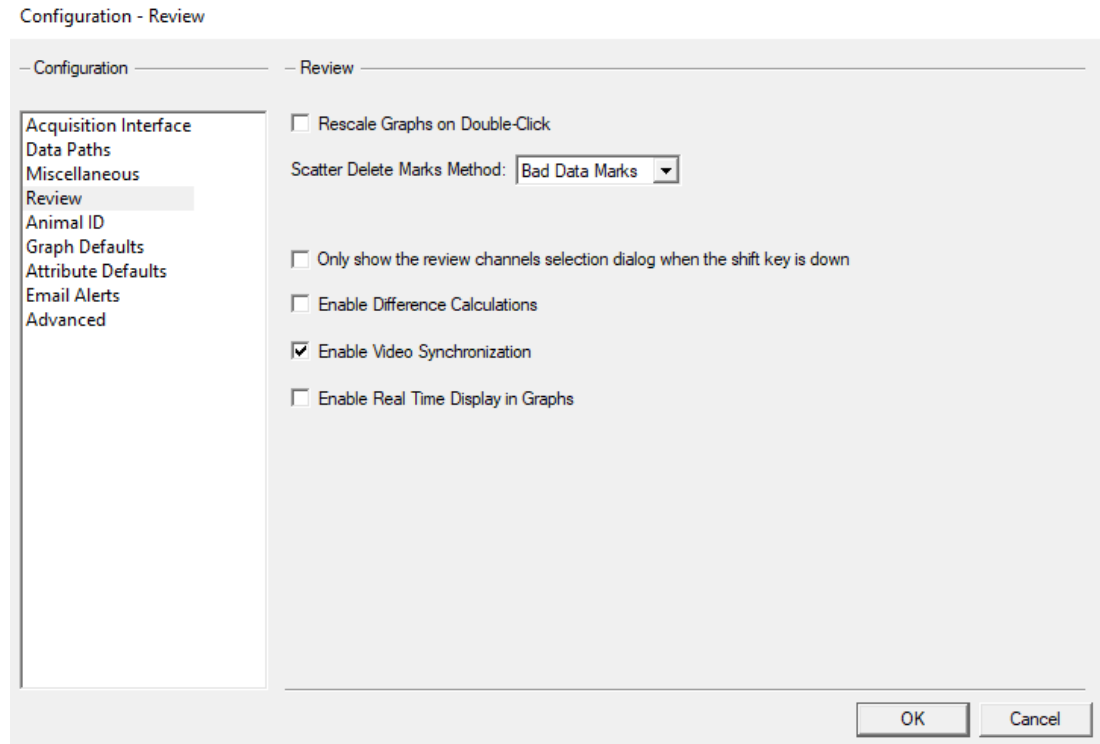 Configuration - Review
Configuration
Review
Acquisition Interface
Data Paths
Miscellaneous
Review
Animal ID
Graph Defaults
Attribute Defaults
Email Alerts
Advanced
Rescale Graphs on Double-Click
Scatter Delete Marks Method: Bad Data Marks
Only show the review channels selection dialog when the shift key is down
Enable Difference Calculations
Enable Video Synchronization
Enable Real Time Display in Graphs
OK
Cancel